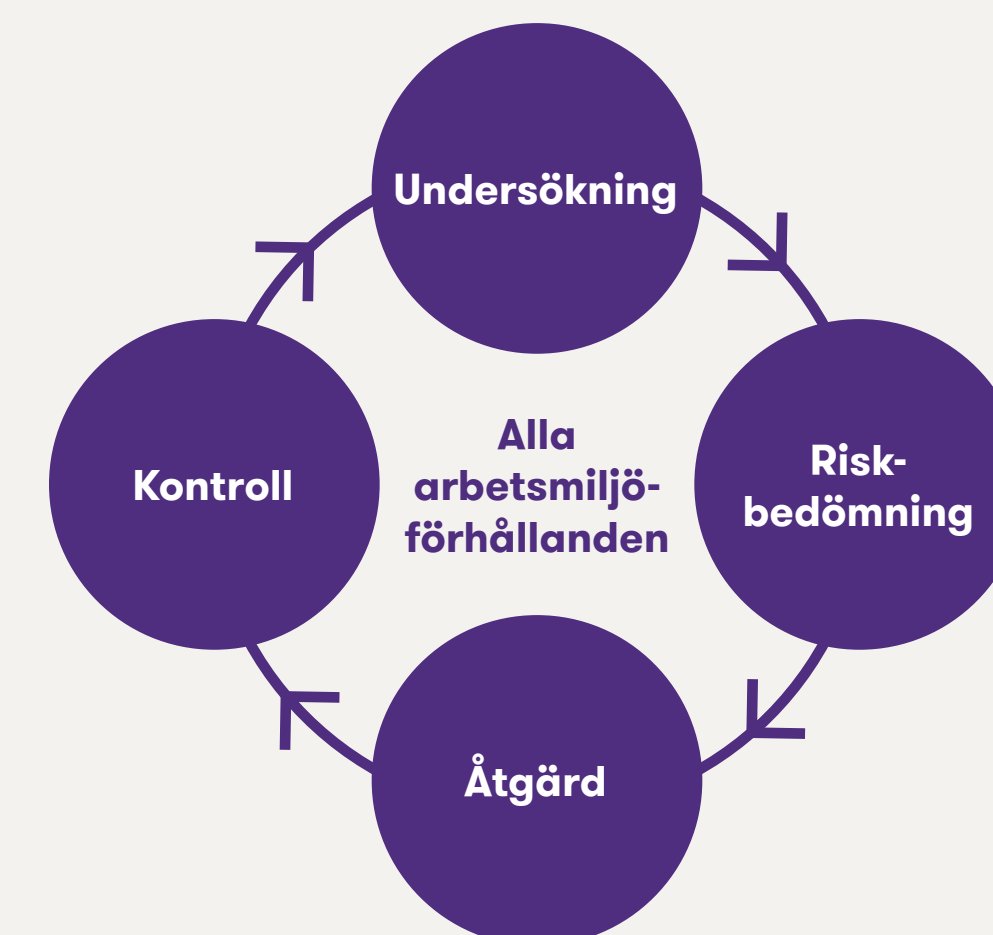 Undersökning
Alla
arbetsmiljö-
förhållanden
Kontroll
Risk-
bedömning
Åtgärd